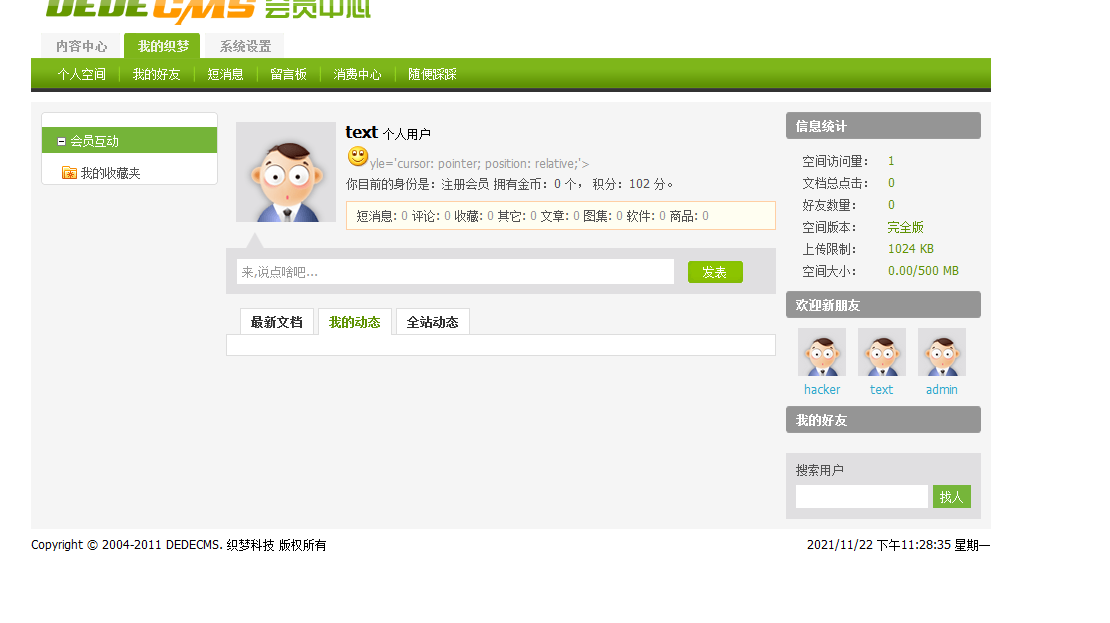 DEDECMS 会员中心
内容中心 我的织梦 系统设置
个人空间 我的好友 短消息 留言板 消费中心 随便踩踩
会员互动
我的收藏夹
text 个人用户
yle='cursor: pointer; position: relative;'>
你目前的身份是：注册会员 拥有金币：0 个， 积分：102 分。
短消息: 0 评论: 0 收藏: 0 其它: 0 文章: 0 图集: 0 软件: 0 商品: 0
来,说点啥吧...
发表
最新文档 我的动态 全站动态
信息统计
空间访问量： 1
文档总点击： 0
好友数量： 0
空间版本： 完全版
上传限制： 1024 KB
空间大小： 0.00/500 MB
欢迎新朋友
hacker text admin
我的好友
搜索用户
找人
Copyright © 2004-2011 DEDECMS. 织梦科技 版权所有
2021/11/22 下午11:28:35 星期一